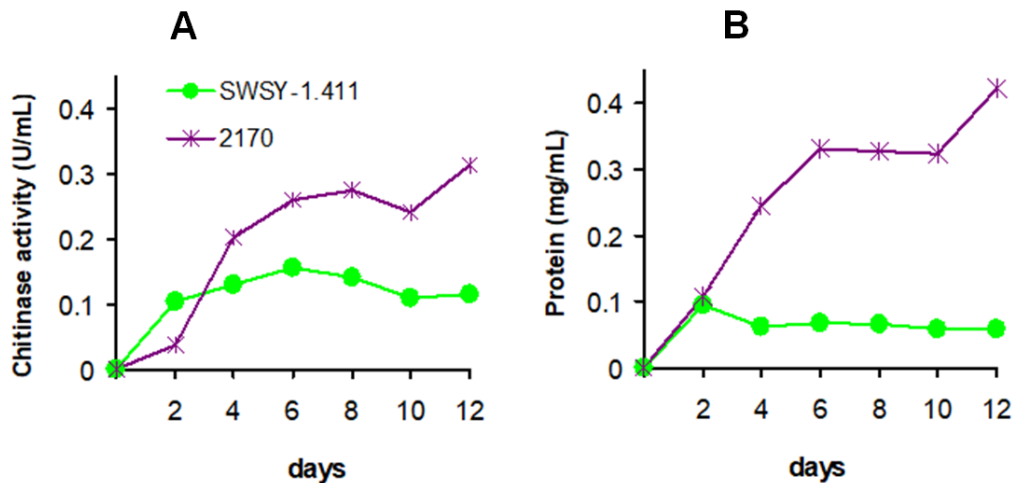 A
B
SWSY-1.411
2170
Chitinase activity (U/mL)
0.4
0.3
0.2
0.1
0
2 4 6 8 10 12
days
Protein (mg/mL)
0.4
0.3
0.2
0.1
0
2 4 6 8 10 12
days